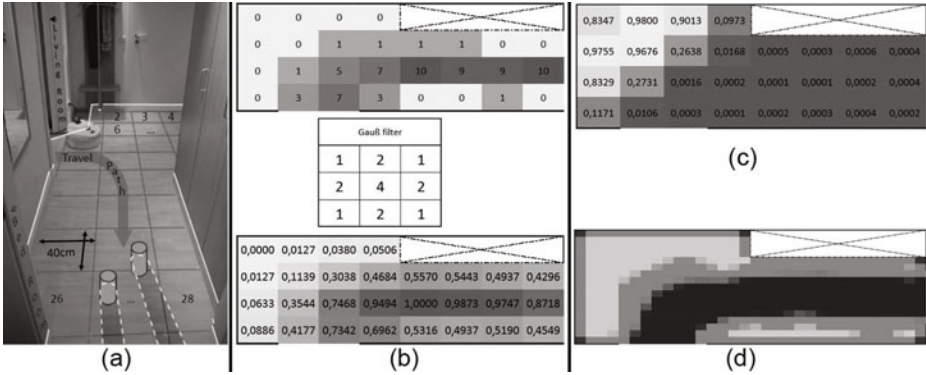 Living room
2 3 4
6 ...
Travel
Path
40cm
26 ... 28
(a)
0 0 0 0
0 0 1 1 1 1 0 0
0 1 5 7 10 9 9 10
0 3 7 3 0 0 1 0
Gauß filter
1 2 1
2 4 2
1 2 1
0,0000 0,0127 0,0380 0,0506
0,0127 0,1139 0,3038 0,4684 0,5570 0,5443 0,4937 0,4296
0,0633 0,3544 0,7468 0,9494 1,0000 0,9873 0,9747 0,8718
0,0886 0,4177 0,7342 0,6962 0,5316 0,4937 0,5190 0,4549
(b)
0,8347 0,9800 0,9013 0,0973
0,9755 0,9676 0,2638 0,0168 0,0005 0,0003 0,0006 0,0004
0,8329 0,2731 0,0016 0,0002 0,0001 0,0001 0,0002 0,0004
0,1171 0,0106 0,0003 0,0001 0,0002 0,0004 0,0004 0,0002
(c)
(d)